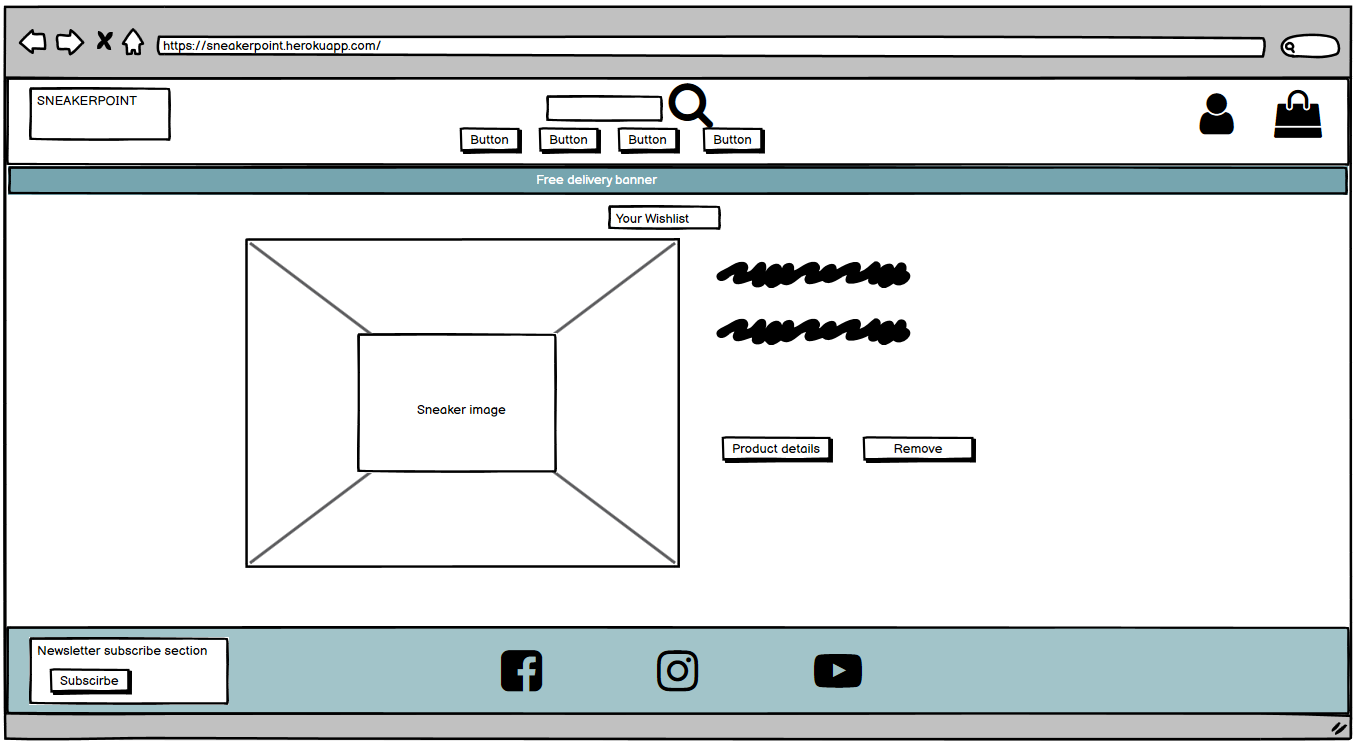 https://sneakerpoint.herokuapp.com/
SNEAKERPOINT
Button
Button
Button
Button
Free delivery banner
Your Wishlist
Sneaker image
Product details
Remove
Newsletter subscribe section
Subscirbe